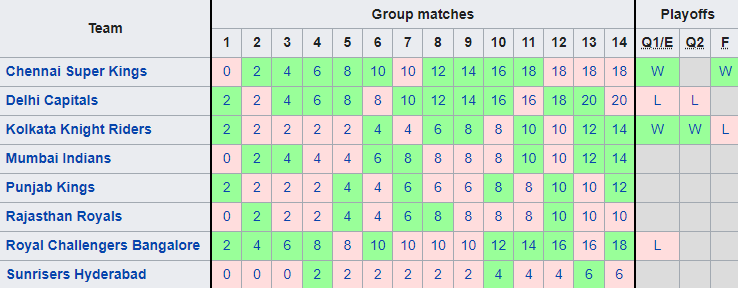 Team Group matches Playoffs
1 2 3 4 5 6 7 8 9 10 11 12 13 14 Q1/E Q2 F
Chennai Super Kings 0 2 4 6 8 10 10 12 14 16 18 18 18 18 W W
Delhi Capitals 2 2 4 6 8 8 10 12 14 16 16 18 20 20 L L
Kolkata Knight Riders 2 2 2 2 2 4 4 6 8 8 10 10 12 14 W W L
Mumbai Indians 0 2 4 4 4 6 8 8 8 8 10 10 12 14
Punjab Kings 2 2 2 2 4 4 6 6 6 8 8 10 10 12
Rajasthan Royals 0 2 2 2 4 4 6 8 8 8 8 10 10 10
Royal Challengers Bangalore 2 4 6 8 8 10 10 10 10 12 14 16 16 18 L
Sunrisers Hyderabad 0 0 0 2 2 2 2 2 2 4 4 4 6 6